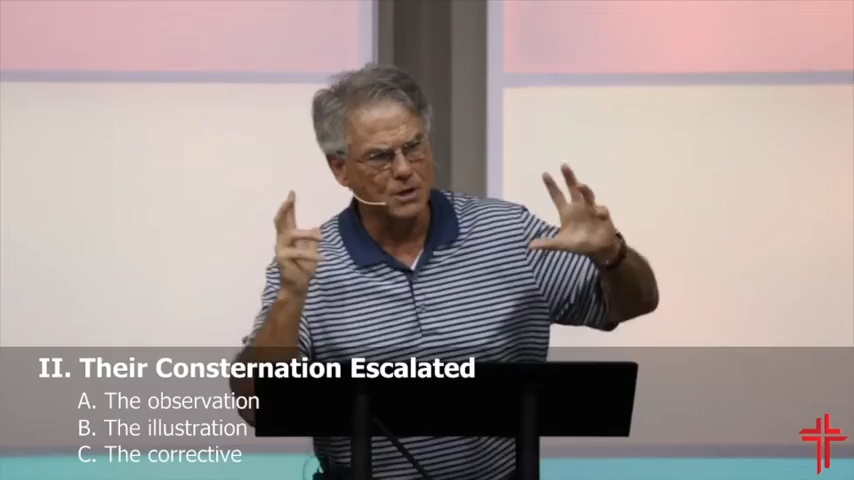 II. Their Consternation Escalated
A. The observation
B. The illustration
C. The corrective